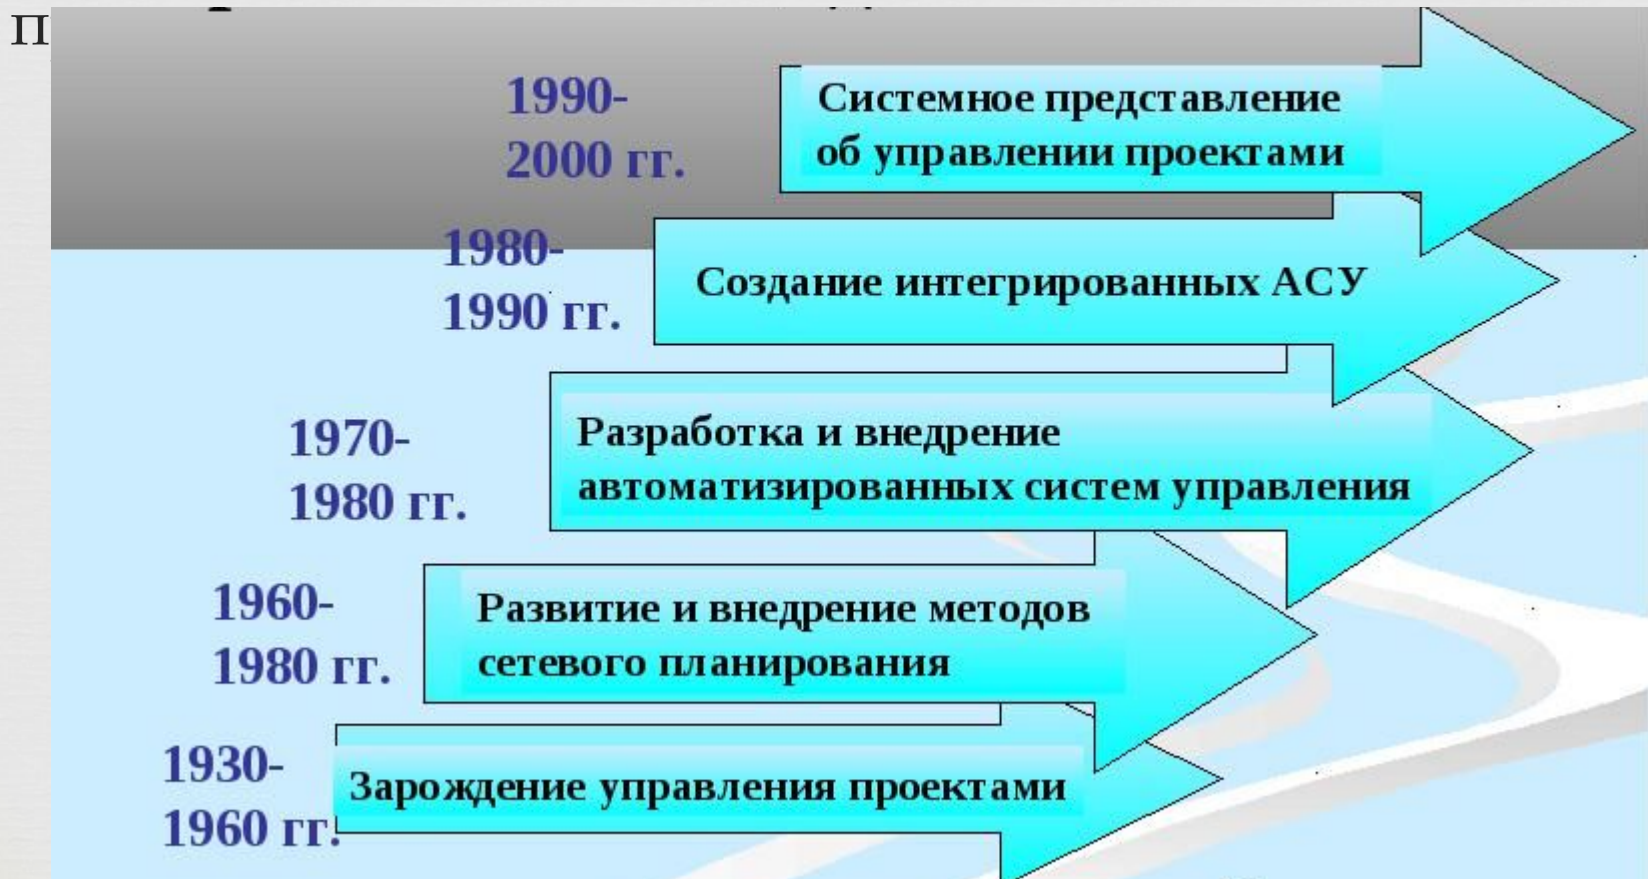 п
1990-
2000 гг.
Системное представление
об управлении проектами
1980-
1990 гг.
Создание интегрированных АСУ
1970-
1980 гг.
Разработка и внедрение
автоматизированных систем управления
1960-
1980 гг.
Развитие и внедрение методов
сетевого планирования
1930-
1960 гг.
Зарождение управления проектами